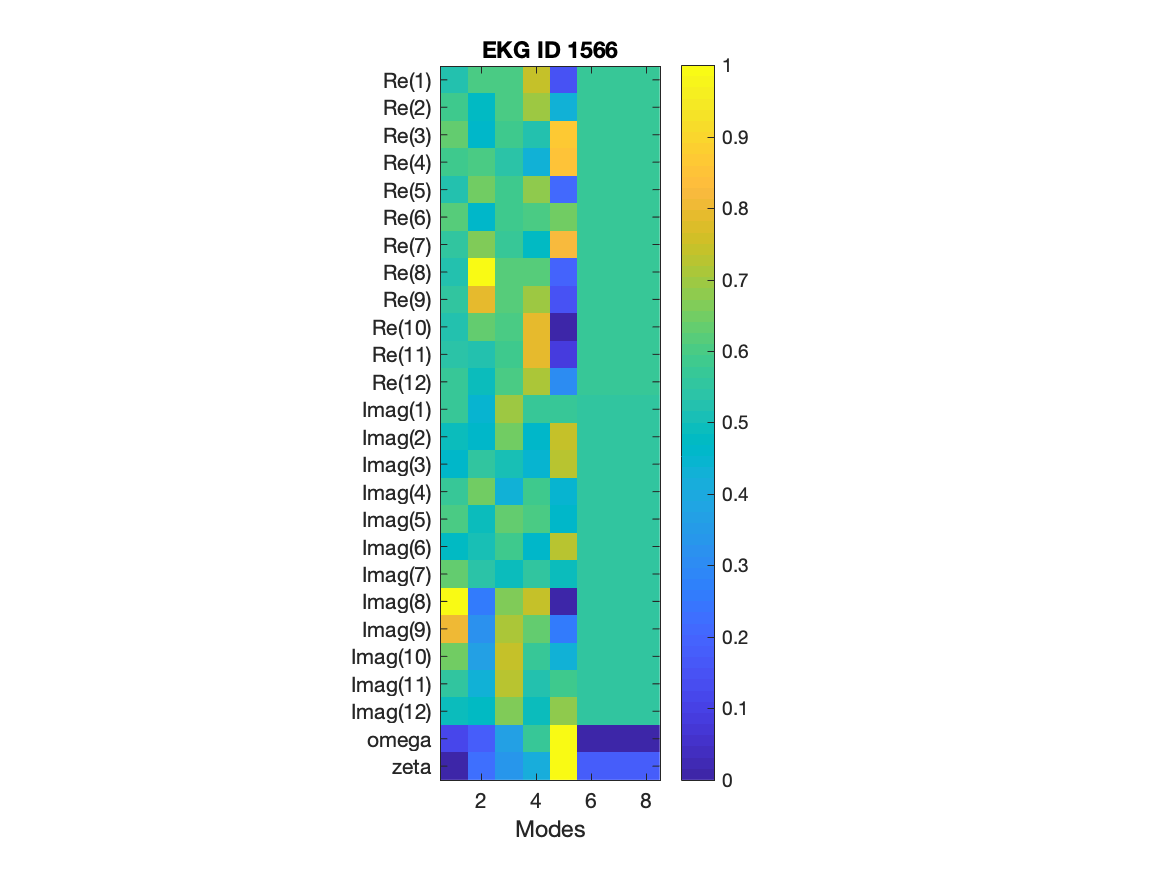 EKG ID 1566
Re(1)
Re(2)
Re(3)
Re(4)
Re(5)
Re(6)
Re(7)
Re(8)
Re(9)
Re(10)
Re(11)
Re(12)
Imag(1)
Imag(2)
Imag(3)
Imag(4)
Imag(5)
Imag(6)
Imag(7)
Imag(8)
Imag(9)
Imag(10)
Imag(11)
Imag(12)
omega
zeta
2 4 6 8
Modes
1
0.9
0.8
0.7
0.6
0.5
0.4
0.3
0.2
0.1
0